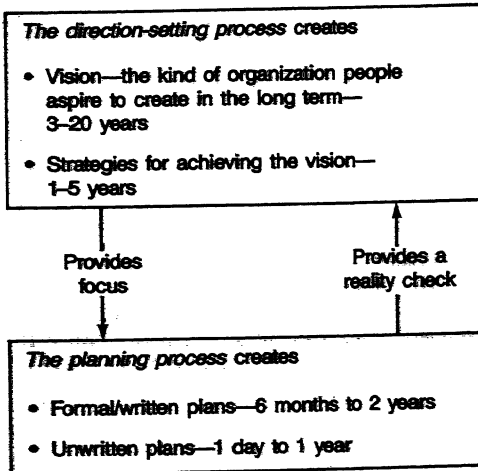 The direction-setting process creates
• Vision—the kind of organization people
aspire to create in the long term—
3–20 years
• Strategies for achieving the vision—
1–5 years
Provides
focus
Provides a
reality check
The planning process creates
• Formal/written plans—6 months to 2 years
• Unwritten plans—1 day to 1 year